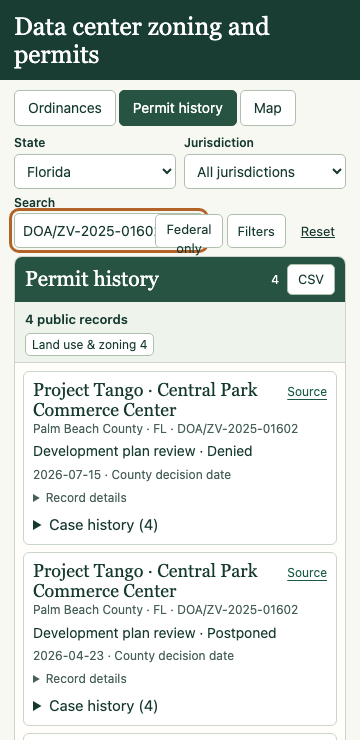 Data center zoning and
permits
Ordinances
Permit history
Map
State
Jurisdiction
Florida
All jurisdictions
Search
DOA/ZV-2025-0160
Federal
only
Filters
Reset
Permit history
4
CSV
4 public records
Land use & zoning 4
Project Tango · Central Park
Commerce Center
Source
Palm Beach County · FL · DOA/ZV-2025-01602
Development plan review · Denied
2026-07-15 · County decision date
Record details
Case history (4)
Project Tango · Central Park
Commerce Center
Source
Palm Beach County · FL · DOA/ZV-2025-01602
Development plan review · Postponed
2026-04-23 · County decision date
Record details
Case history (4)